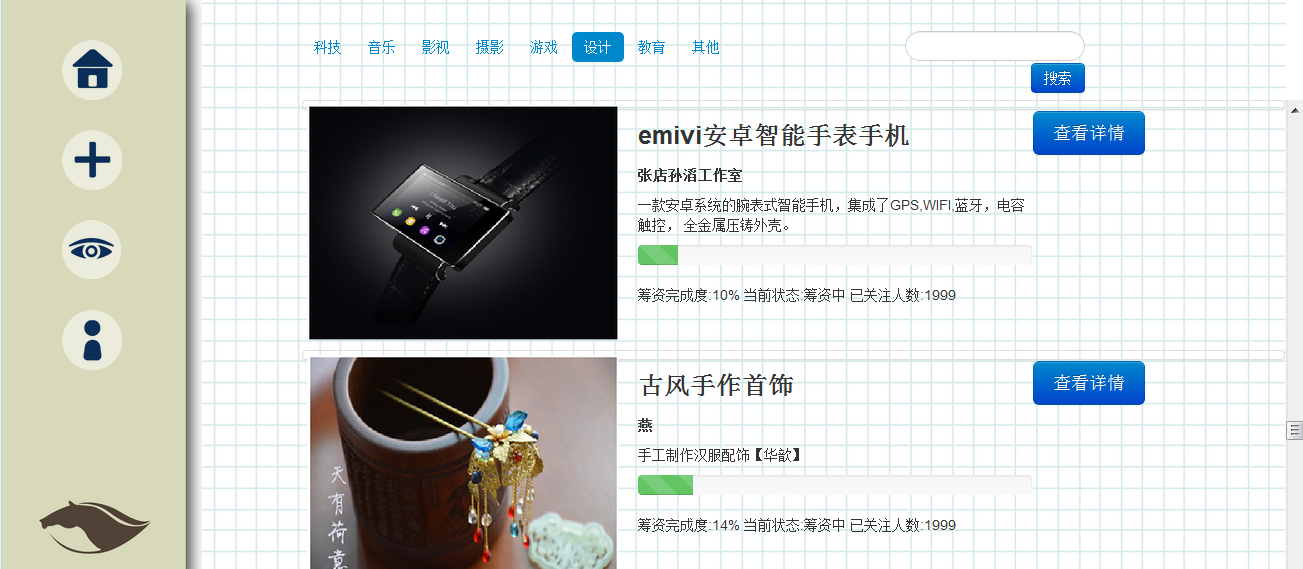 科技 音乐 影视 摄影 游戏 设计 教育 其他
搜索
emivi安卓智能手表手机
查看详情
张店孙滔工作室
一款安卓系统的腕表式智能手机，集成了GPS,WIFI,蓝牙，电容
触控， 全金属压铸外壳。
筹资完成度:10% 当前状态:筹资中 已关注人数:1999
古风手作首饰
查看详情
燕
手工制作汉服配饰【华歆】
筹资完成度:14% 当前状态:筹资中 已关注人数:1999
天有荷意